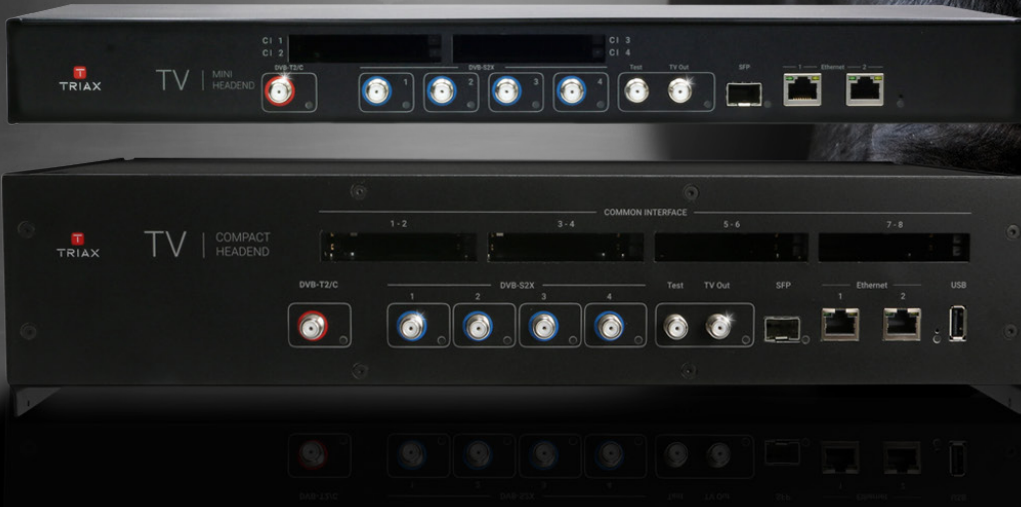 CI 1
CI 2
CI 3
CI 4
TRIAX
TV
MINI
HEADEND
DVB-T2/C
DVB-S2X
1
2
3
4
Test
TV Out
SFP
1
Ethernet
2
COMMON INTERFACE
1 - 2
3 - 4
5 - 6
7 - 8
TRIAX
TV
COMPACT
HEADEND
DVB-T2/C
DVB-S2X
1
2
3
4
Test
TV Out
SFP
Ethernet
1
2
USB